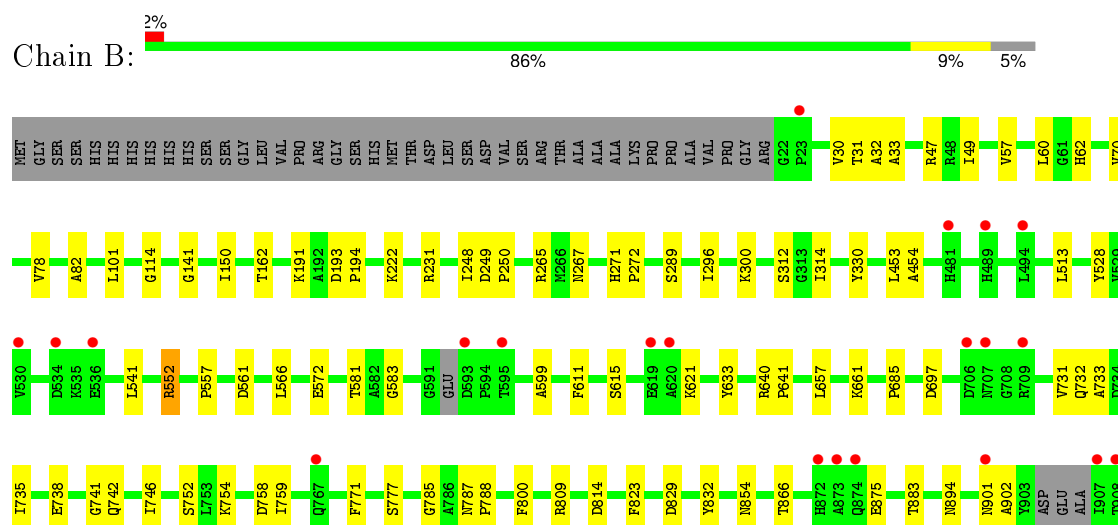 2%
Chain B:
86% 9% 5%
MET GLY SER SER HIS HIS HIS HIS HIS HIS SER SER GLY LEU VAL PRO ARG GLY SER HIS MET THR ASP LEU SER ASP VAL SER ARG THR ALA ALA ALA LYS PRO PRO ALA VAL PRO GLY ARG G22 P23 V30 T31 A32 A33 R47 R48 I49 V57 L60 G61 H62 V70
V78 A82 L101 G114 G141 I150 T162 K191 A192 D193 P194 K222 R231 I248 D249 P250 R265 M266 N267 H271 P272 S289 I296 K300 S312 G313 I314 Y330 L453 A454 H481 H489 L494 L513 Y528
V530 D534 K535 E536 L541 R552 P557 D561 L566 E572 T581 A582 G583 G591 GLU D593 P594 T595 A599 F611 S615 E619 A620 K621 Y633 R640 P641 L657 K661 P685 D697 D706 N707 G708 R709 V731 Q732 A733
I735 E738 G741 Q742 I746 S752 L753 K754 D758 I759 Q767 F771 S777 G785 A786 N787 P788 F800 R809 D814 F823 D829 Y832 N854 T866 H872 A873 Q874 E875 T883 N894 N901 A902 Y903 ASP GLU ALA I907